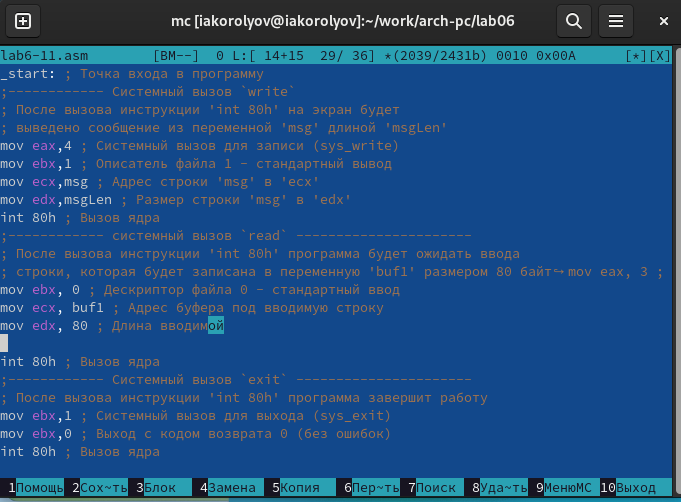 mc [iakorolyov@iakorolyov]:~/work/arch-pc/lab06
lab6-11.asm [BM--] 0 L:[ 14+15 29/ 36] *(2039/2431b) 0010 0x00A [*][X]
_start: ; Точка входа в программу
;------------ Системный вызов `write`
; После вызова инструкции 'int 80h' на экран будет
; выведено сообщение из переменной 'msg' длиной 'msgLen'
mov eax,4 ; Системный вызов для записи (sys_write)
mov ebx,1 ; Описатель файла 1 - стандартный вывод
mov ecx,msg ; Адрес строки 'msg' в 'ecx'
mov edx,msgLen ; Размер строки 'msg' в 'edx'
int 80h ; Вызов ядра
;------------ системный вызов `read` ----------------------
; После вызова инструкции 'int 80h' программа будет ожидать ввода
; строки, которая будет записана в переменную 'buf1' размером 80 байт↪mov eax, 3 ;
mov ebx, 0 ; Дескриптор файла 0 - стандартный ввод
mov ecx, buf1 ; Адрес буфера под вводимую строку
mov edx, 80 ; Длина вводимой
int 80h ; Вызов ядра
;------------ Системный вызов `exit` ----------------------
; После вызова инструкции 'int 80h' программа завершит работу
mov ebx,1 ; Системный вызов для выхода (sys_exit)
mov ebx,0 ; Выход с кодом возврата 0 (без ошибок)
int 80h ; Вызов ядра
1Помощь 2Сох~ть 3Блок 4Замена 5Копия 6Пер~ть 7Поиск 8Уда~ть 9МенюМС 10Выход